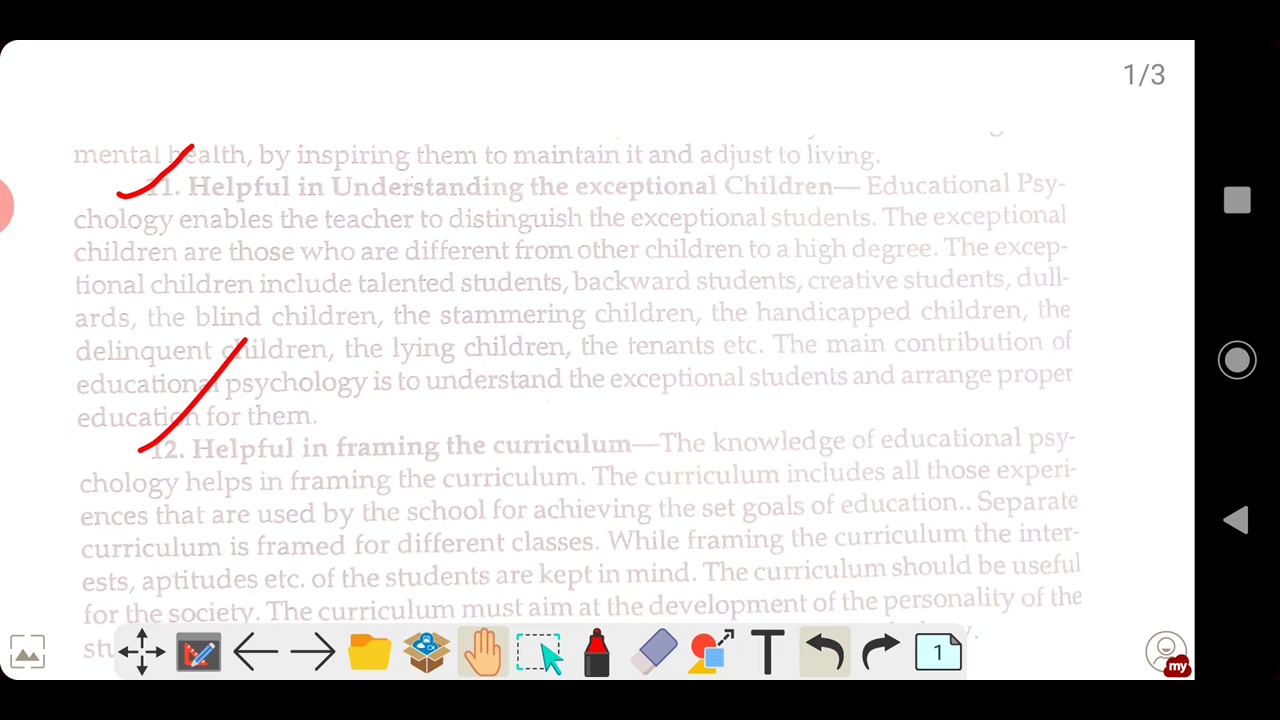 1/3
mental health, by inspiring them to maintain it and adjust to living.
11. Helpful in Understanding the exceptional Children— Educational Psy-
chology enables the teacher to distinguish the exceptional students. The exceptional
children are those who are different from other children to a high degree. The excep-
tional children include talented students, backward students, creative students, dull-
ards, the blind children, the stammering children, the handicapped children, the
delinquent children, the lying children, the tenants etc. The main contribution of
educational psychology is to understand the exceptional students and arrange proper
education for them.
12. Helpful in framing the curriculum—The knowledge of educational psy-
chology helps in framing the curriculum. The curriculum includes all those experi-
ences that are used by the school for achieving the set goals of education.. Separate
curriculum is framed for different classes. While framing the curriculum the inter-
ests, aptitudes etc. of the students are kept in mind. The curriculum should be useful
for the society. The curriculum must aim at the development of the personality of the
T
1
my